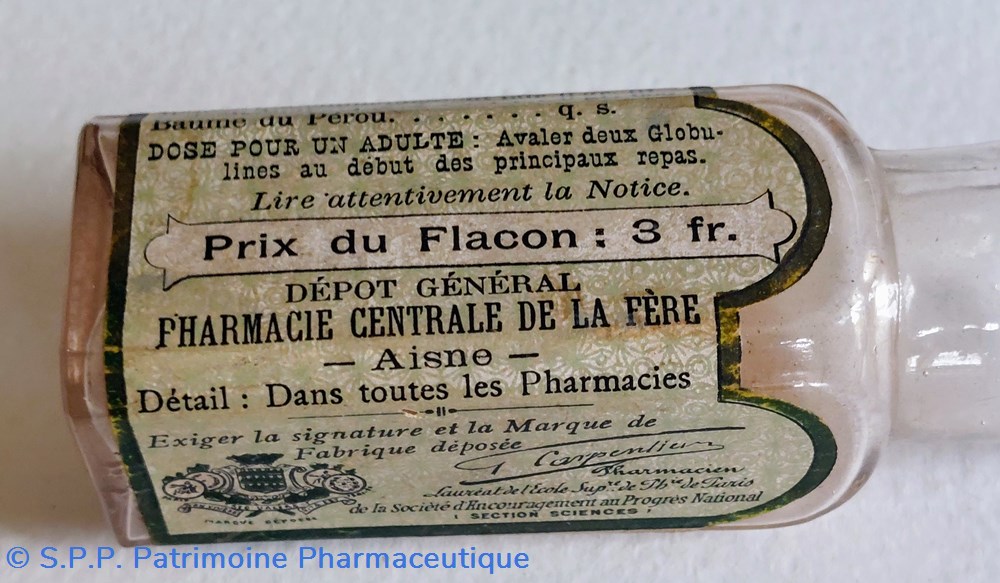 Baume du Pérou. . . . . . . q. s.
DOSE POUR UN ADULTE : Avaler deux Globu-
lines au début des principaux repas.
Lire attentivement la Notice.
Prix du Flacon : 3 fr.
DÉPOT GÉNÉRAL
PHARMACIE CENTRALE DE LA FÈRE
— Aisne —
Détail : Dans toutes les Pharmacies
Exiger la signature et la Marque de
Fabrique déposée
Carpentier
Pharmacien
Lauréat de l'Ecole Supre de Phie de Paris
de la Société d'Encouragement au Progrès National
( SECTION SCIENCES )
MARQUE DÉPOSÉE
© S.P.P. Patrimoine Pharmaceutique